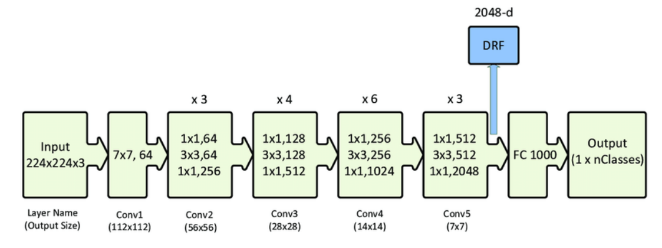 2048-d
DRF
x 3
x 4
x 6
x 3
Input
224x224x3
7x7, 64
1x1,64
3x3,64
1x1,256
1x1,128
3x3,128
1x1,512
1x1,256
3x3,256
1x1,1024
1x1,512
3x3,512
1x1,2048
FC 1000
Output
(1 x nClasses)
Layer Name
(Output Size)
Conv1
(112x112)
Conv2
(56x56)
Conv3
(28x28)
Conv4
(14x14)
Conv5
(7x7)